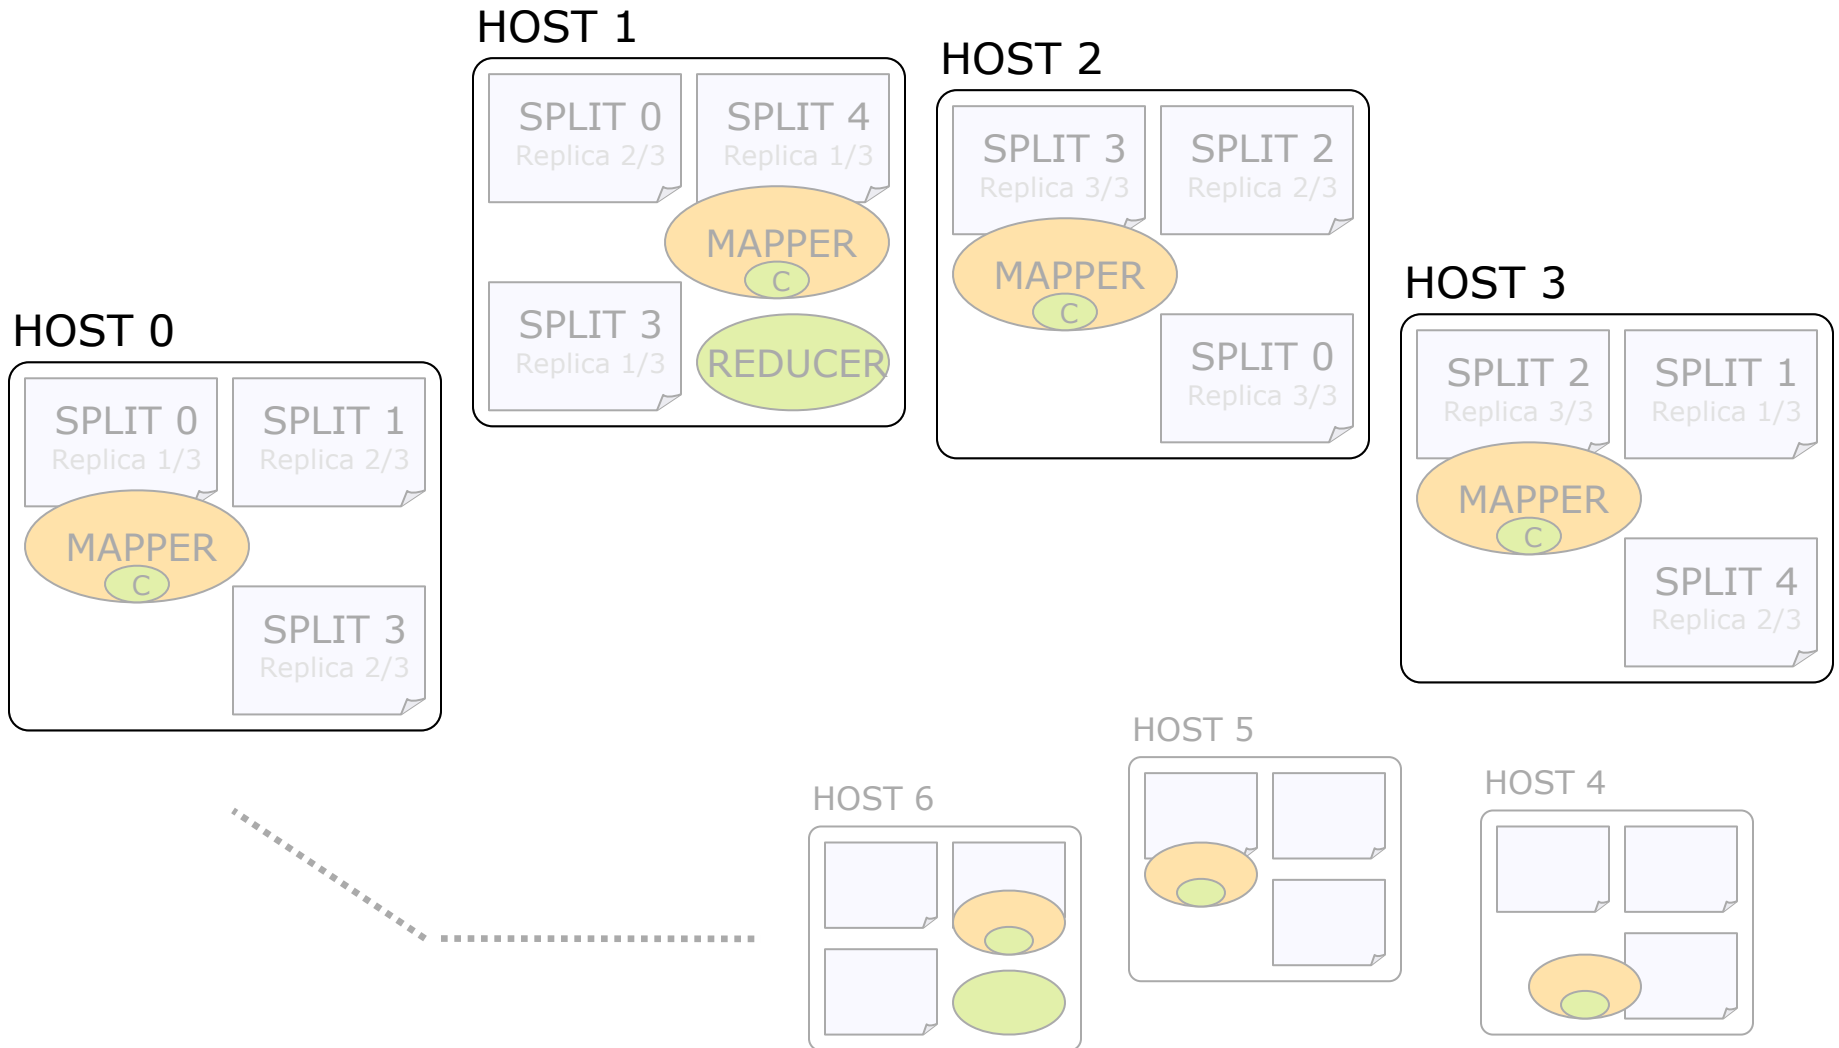 HOST 1
SPLIT 0
Replica 2/3
SPLIT 4
Replica 1/3
MAPPER
C
SPLIT 3
Replica 1/3
REDUCER
HOST 2
SPLIT 3
Replica 3/3
SPLIT 2
Replica 2/3
MAPPER
C
SPLIT 0
Replica 3/3
HOST 3
SPLIT 2
Replica 3/3
SPLIT 1
Replica 1/3
MAPPER
C
SPLIT 4
Replica 2/3
HOST 0
SPLIT 0
Replica 1/3
SPLIT 1
Replica 2/3
MAPPER
C
SPLIT 3
Replica 2/3
HOST 5
HOST 4
HOST 6